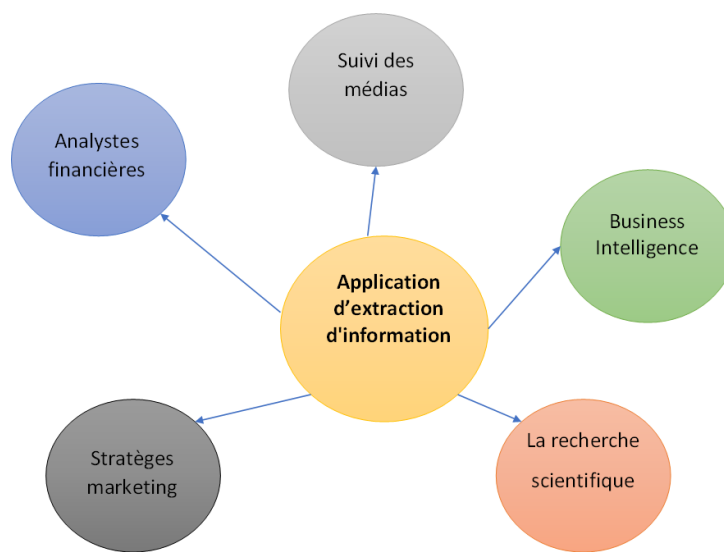 Suivi des
médias
Analystes
financières
Business
Intelligence
Application
d’extraction
d'information
Stratèges
marketing
La recherche
scientifique